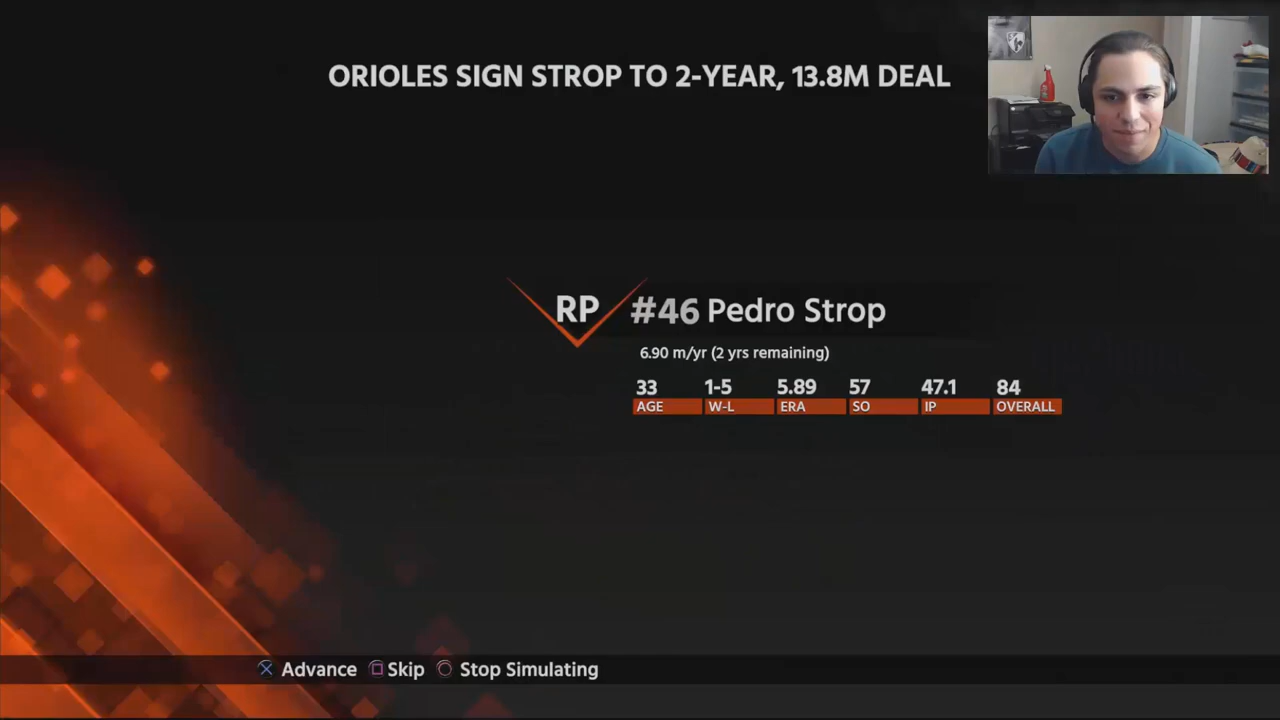 ORIOLES SIGN STROP TO 2-YEAR, 13.8M DEAL
RP #46 Pedro Strop
6.90 m/yr (2 yrs remaining)
33 1-5 5.89 57 47.1 84
AGE W-L ERA SO IP OVERALL
Advance Skip Stop Simulating